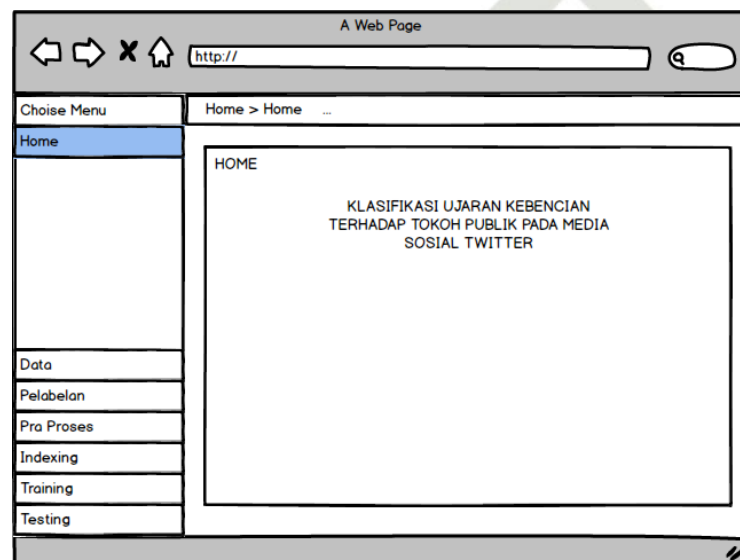 A Web Page
http://
Choise Menu
Home > Home ...
Home
HOME
KLASIFIKASI UJARAN KEBENCIAN
TERHADAP TOKOH PUBLIK PADA MEDIA
SOSIAL TWITTER
Data
Pelabelan
Pra Proses
Indexing
Training
Testing